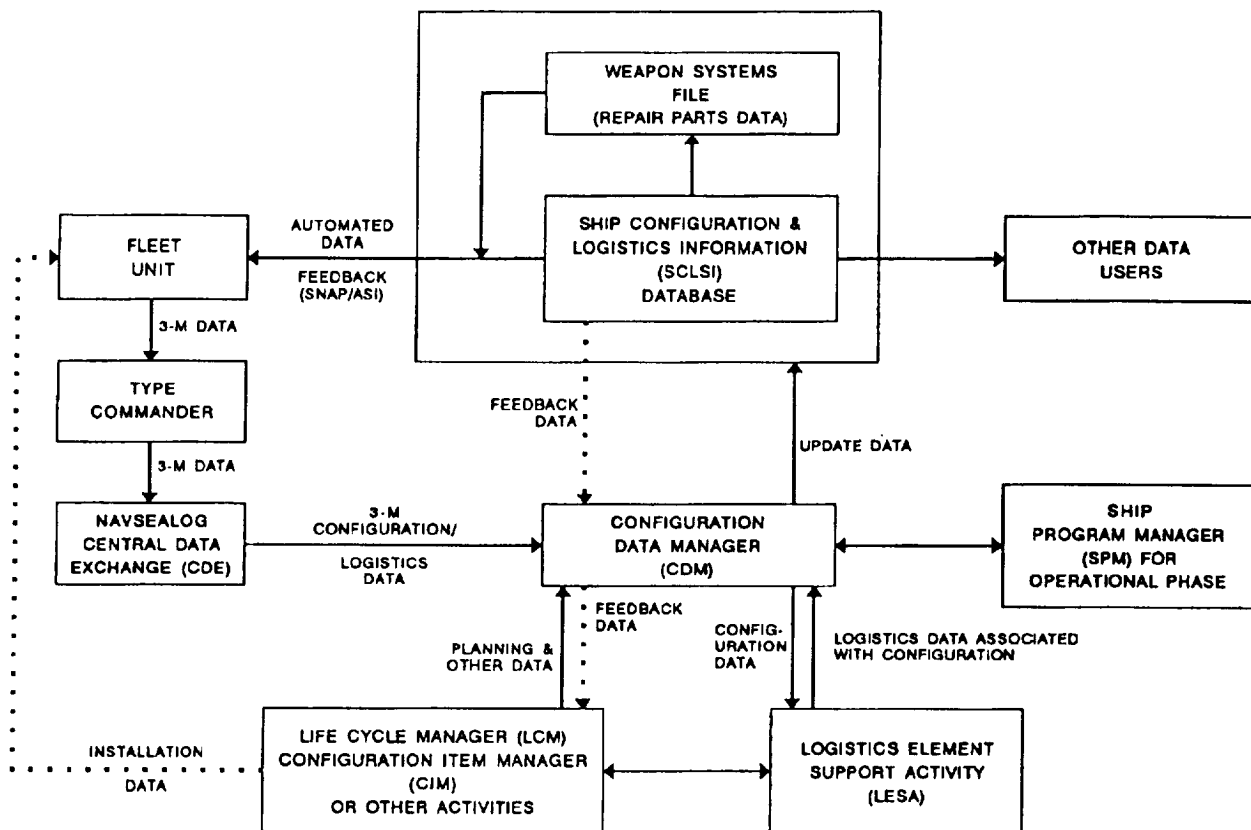 WEAPON SYSTEMS
FILE
(REPAIR PARTS DATA)
SHIP CONFIGURATION &
LOGISTICS INFORMATION
(SCLSI)
DATABASE
FLEET
UNIT
AUTOMATED
DATA
FEEDBACK
(SNAP/ASI)
OTHER DATA
USERS
3-M DATA
TYPE
COMMANDER
FEEDBACK
DATA
UPDATE DATA
3-M DATA
NAVSEALOG
CENTRAL DATA
EXCHANGE (CDE)
3-M
CONFIGURATION/
LOGISTICS
DATA
CONFIGURATION
DATA MANAGER
(CDM)
SHIP
PROGRAM MANAGER
(SPM) FOR
OPERATIONAL PHASE
PLANNING &
OTHER DATA
FEEDBACK
DATA
CONFIG-
URATION
DATA
LOGISTICS DATA ASSOCIATED
WITH CONFIGURATION
INSTALLATION
DATA
LIFE CYCLE MANAGER (LCM)
CONFIGURATION ITEM MANAGER
(CIM)
OR OTHER ACTIVITIES
LOGISTICS ELEMENT
SUPPORT ACTIVITY
(LESA)